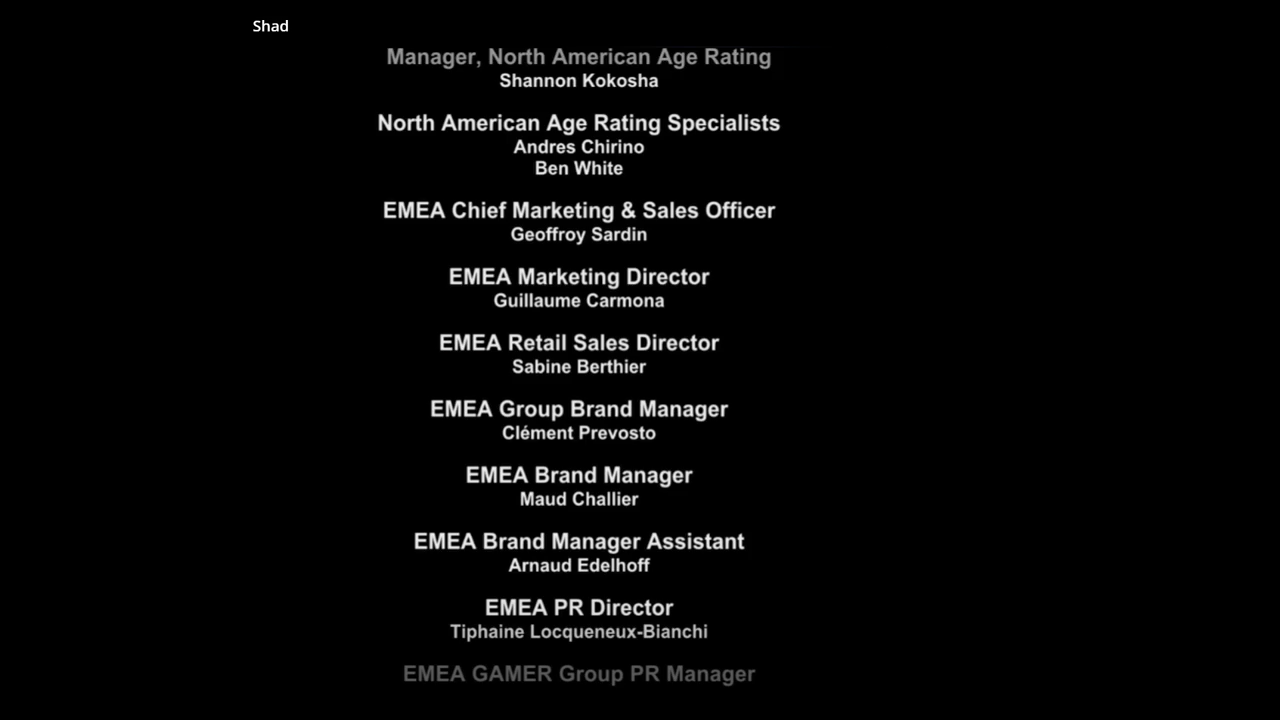 Shad
Manager, North American Age Rating
Shannon Kokosha
North American Age Rating Specialists
Andres Chirino
Ben White
EMEA Chief Marketing & Sales Officer
Geoffroy Sardin
EMEA Marketing Director
Guillaume Carmona
EMEA Retail Sales Director
Sabine Berthier
EMEA Group Brand Manager
Clément Prevosto
EMEA Brand Manager
Maud Challier
EMEA Brand Manager Assistant
Arnaud Edelhoff
EMEA PR Director
Tiphaine Locqueneux-Bianchi
EMEA GAMER Group PR Manager